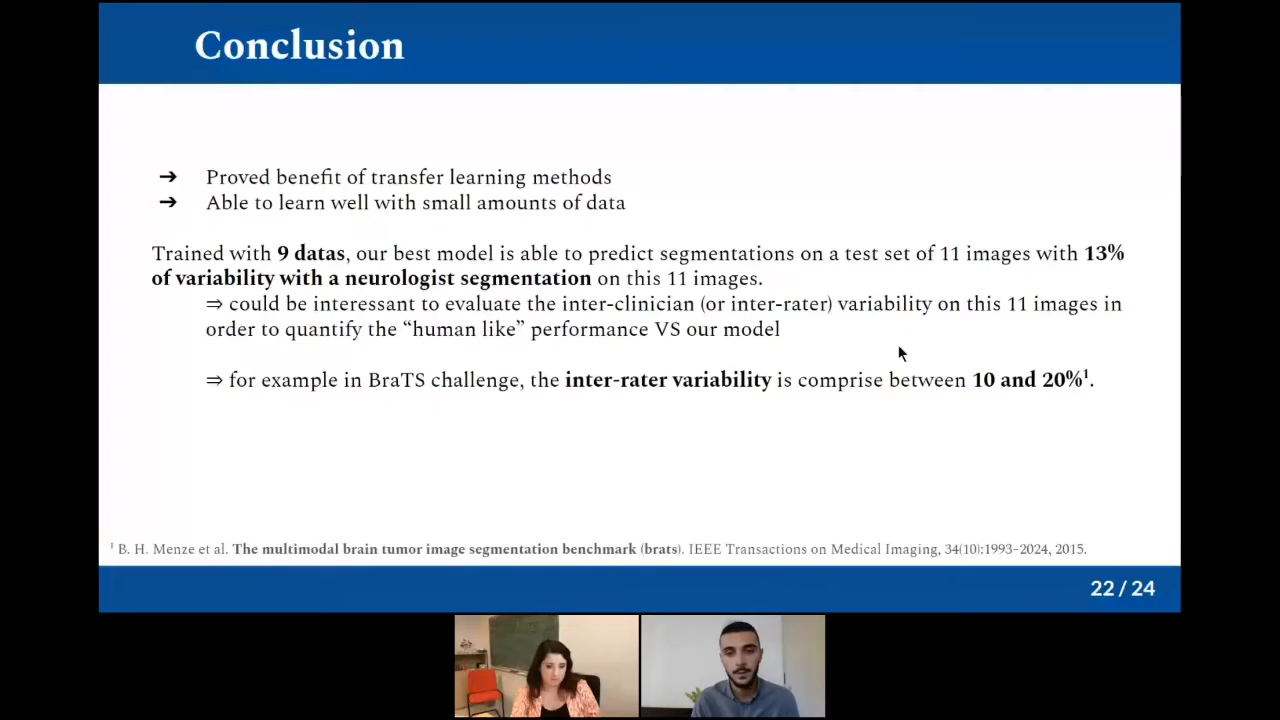 Conclusion
➔ Proved benefit of transfer learning methods
➔ Able to learn well with small amounts of data
Trained with 9 datas, our best model is able to predict segmentations on a test set of 11 images with 13%
of variability with a neurologist segmentation on this 11 images.
⇒ could be interessant to evaluate the inter-clinician (or inter-rater) variability on this 11 images in
order to quantify the “human like” performance VS our model
⇒ for example in BraTS challenge, the inter-rater variability is comprise between 10 and 20%¹.
¹ B. H. Menze et al. The multimodal brain tumor image segmentation benchmark (brats). IEEE Transactions on Medical Imaging, 34(10):1993–2024, 2015.
22 / 24